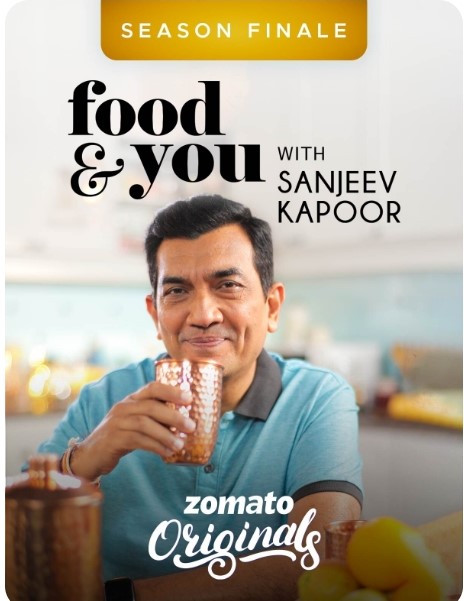 SEASON FINALE
food
& you
WITH
SANJEEV
KAPOOR
zomato
Originals